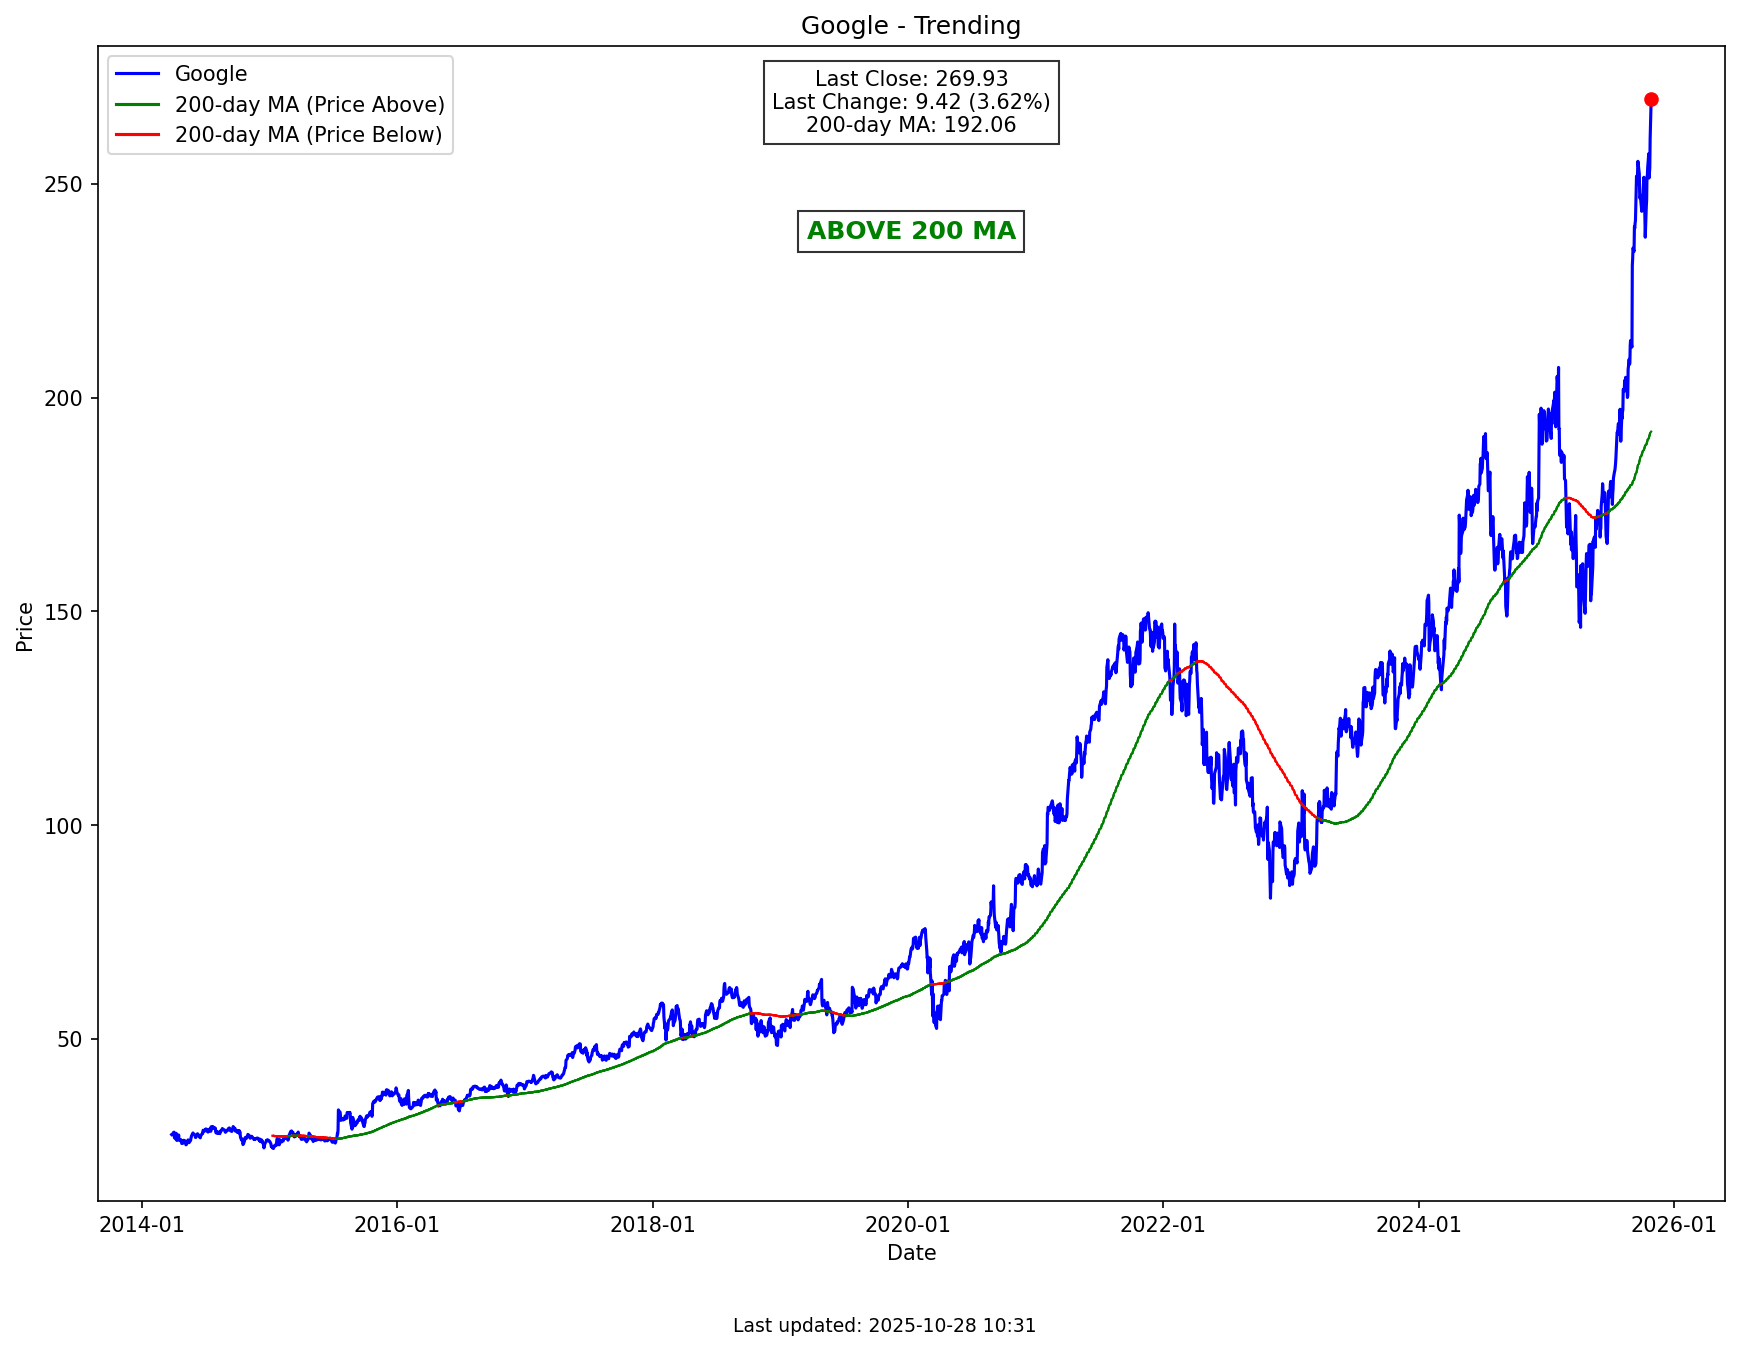 Google - Trending
Google
200-day MA (Price Above)
200-day MA (Price Below)
Last Close: 269.93
Last Change: 9.42 (3.62%)
200-day MA: 192.06
ABOVE 200 MA
250
200
150
100
50
Price
2014-01
2016-01
2018-01
2020-01
2022-01
2024-01
2026-01
Date
Last updated: 2025-10-28 10:31